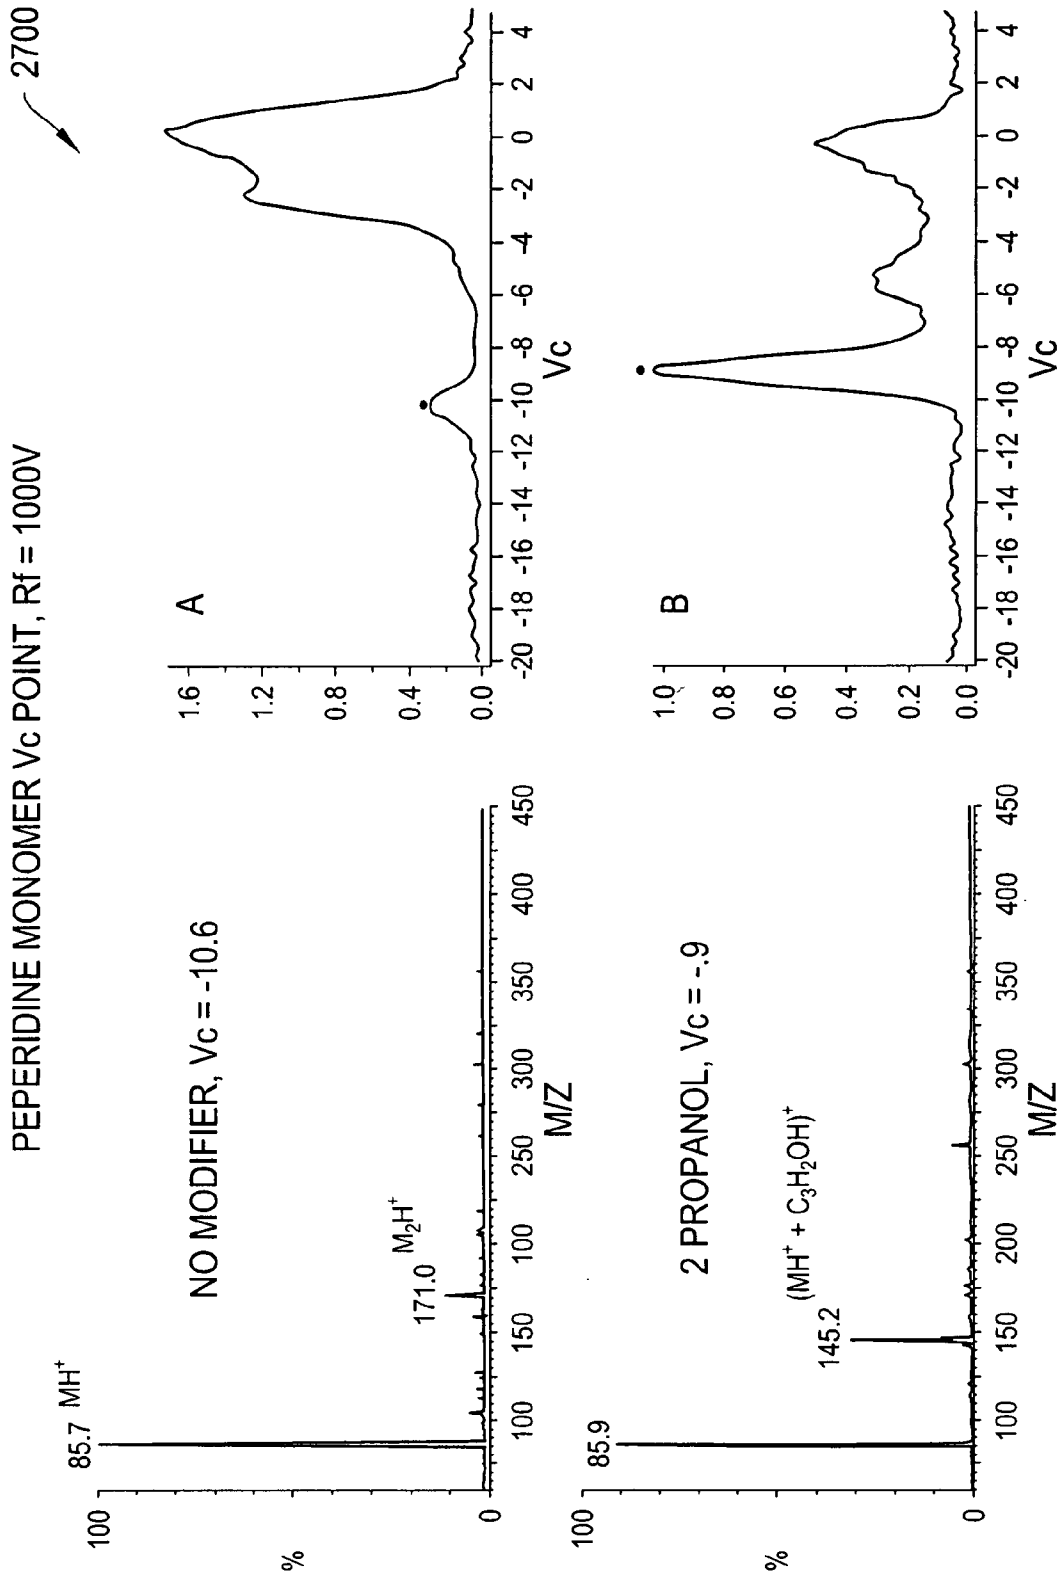 PEPERIDINE MONOMER Vc POINT, Rf = 1000V
2700
100
%
0
85.7 MH⁺
171.0 M₂H⁺
NO MODIFIER, Vc = -10.6
100 150 100 250 300 350 400 450
M/Z
A
1.6
1.2
0.8
0.4
0.0
-20 -18 -16 -14 -12 -10 -8 -6 -4 -2 0 2 4
Vc
100
%
0
85.9
145.2
(MH⁺ + C₃H₂OH)⁺
2 PROPANOL, Vc = -.9
100 150 200 250 300 350 400 450
M/Z
B
1.0
0.8
0.6
0.4
0.2
0.0
-20 -18 -16 -14 -12 -10 -8 -6 -4 -2 0 2 4
Vc